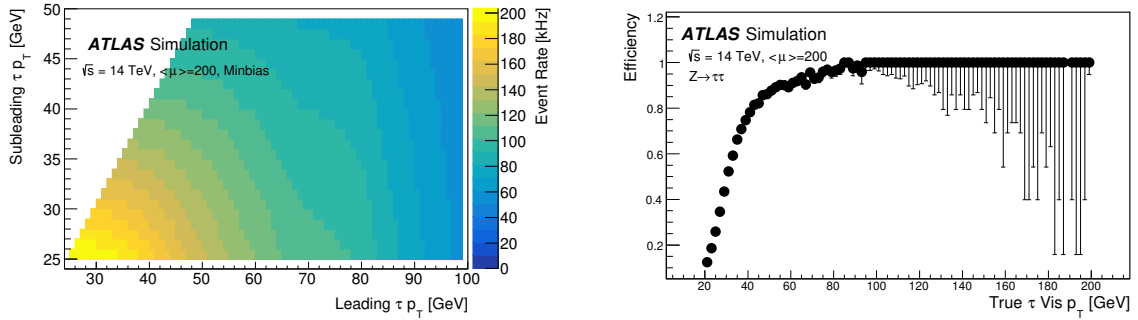 50
45
40
35
30
25
Subleading τ p_T [GeV]
ATLAS Simulation
√s = 14 TeV, <μ>=200, Minbias
30 40 50 60 70 80 90 100
Leading τ p_T [GeV]
200
180
160
140
120
100
80
60
40
20
0
Event Rate [kHz]
1.2
1
0.8
0.6
0.4
0.2
Efficiency
ATLAS Simulation
√s = 14 TeV, <μ>=200
Z→ττ
0 20 40 60 80 100 120 140 160 180 200
True τ Vis p_T [GeV]